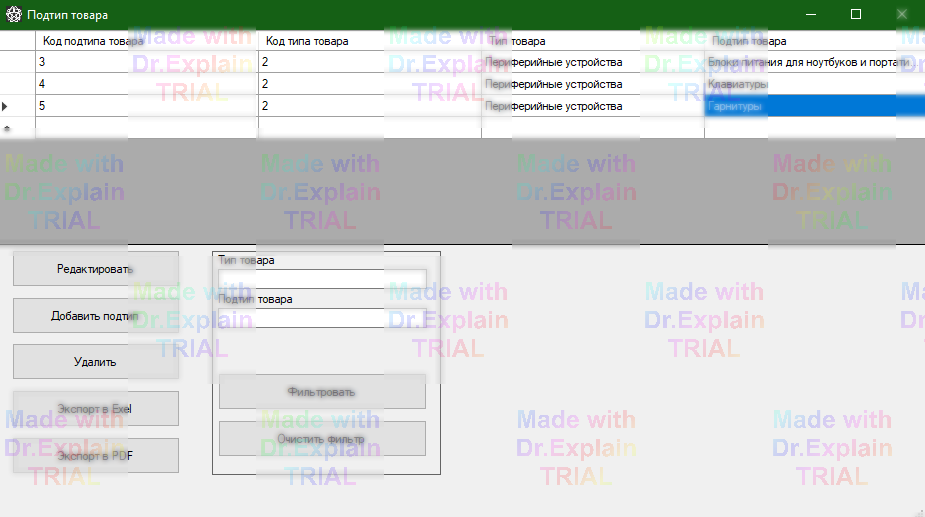 Подтип товара
Код подтипа товара Код типа товара Тип товара Подтип товара
3 2 Периферийные устройства Блоки питания для ноутбуков и портати...
4 2 Периферийные устройства Клавиатуры
5 2 Периферийные устройства Гарнитуры
Made with Dr.Explain TRIAL
Редактировать
Добавить подтип
Удалить
Экспорт в Exel
Экспорт в PDF
Тип товара
Подтип товара
Фильтровать
Очистить фильтр